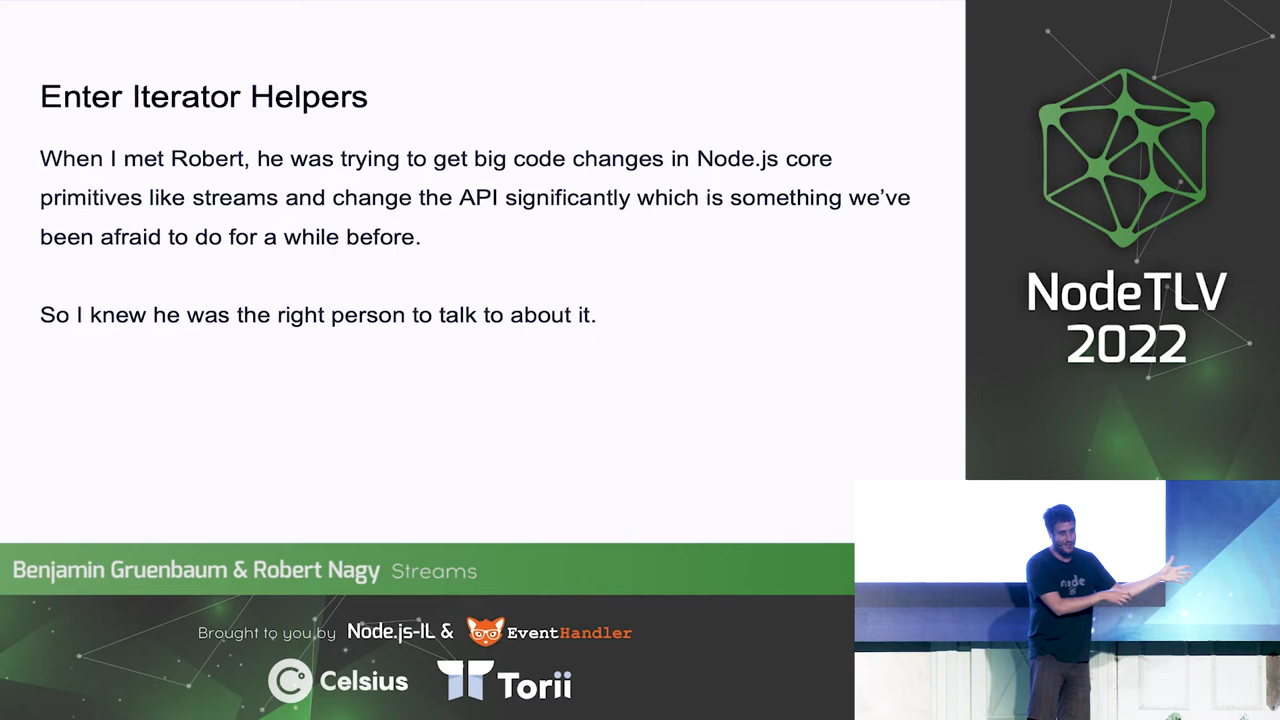 Enter Iterator Helpers
When I met Robert, he was trying to get big code changes in Node.js core
primitives like streams and change the API significantly which is something we’ve
been afraid to do for a while before.
So I knew he was the right person to talk to about it.
NodeTLV
2022
Benjamin Gruenbaum & Robert Nagy Streams
Brought to you by Node.js-IL & EventHandler
Celsius Torii
node